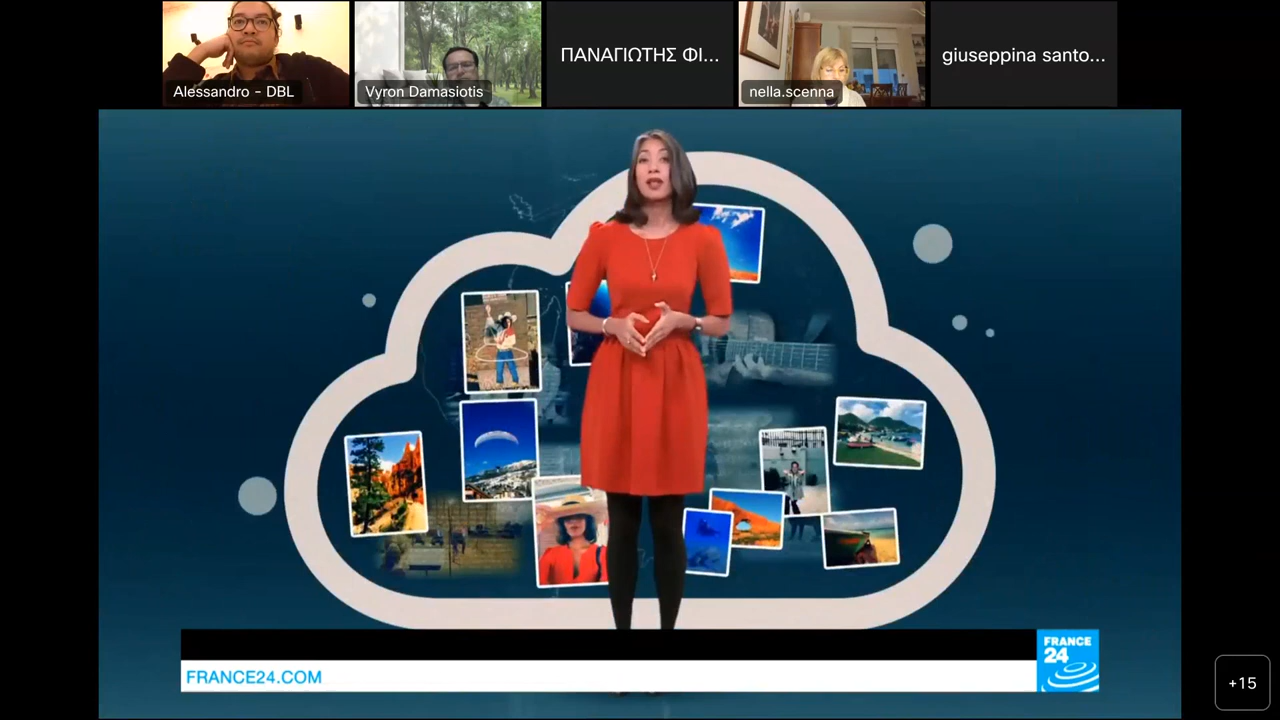 Alessandro - DBL
Vyron Damasiotis
ΠΑΝΑΓΙΩΤΗΣ ΦΙ...
nella.scenna
giuseppina santo...
FRANCE
24
FRANCE24.COM
+15